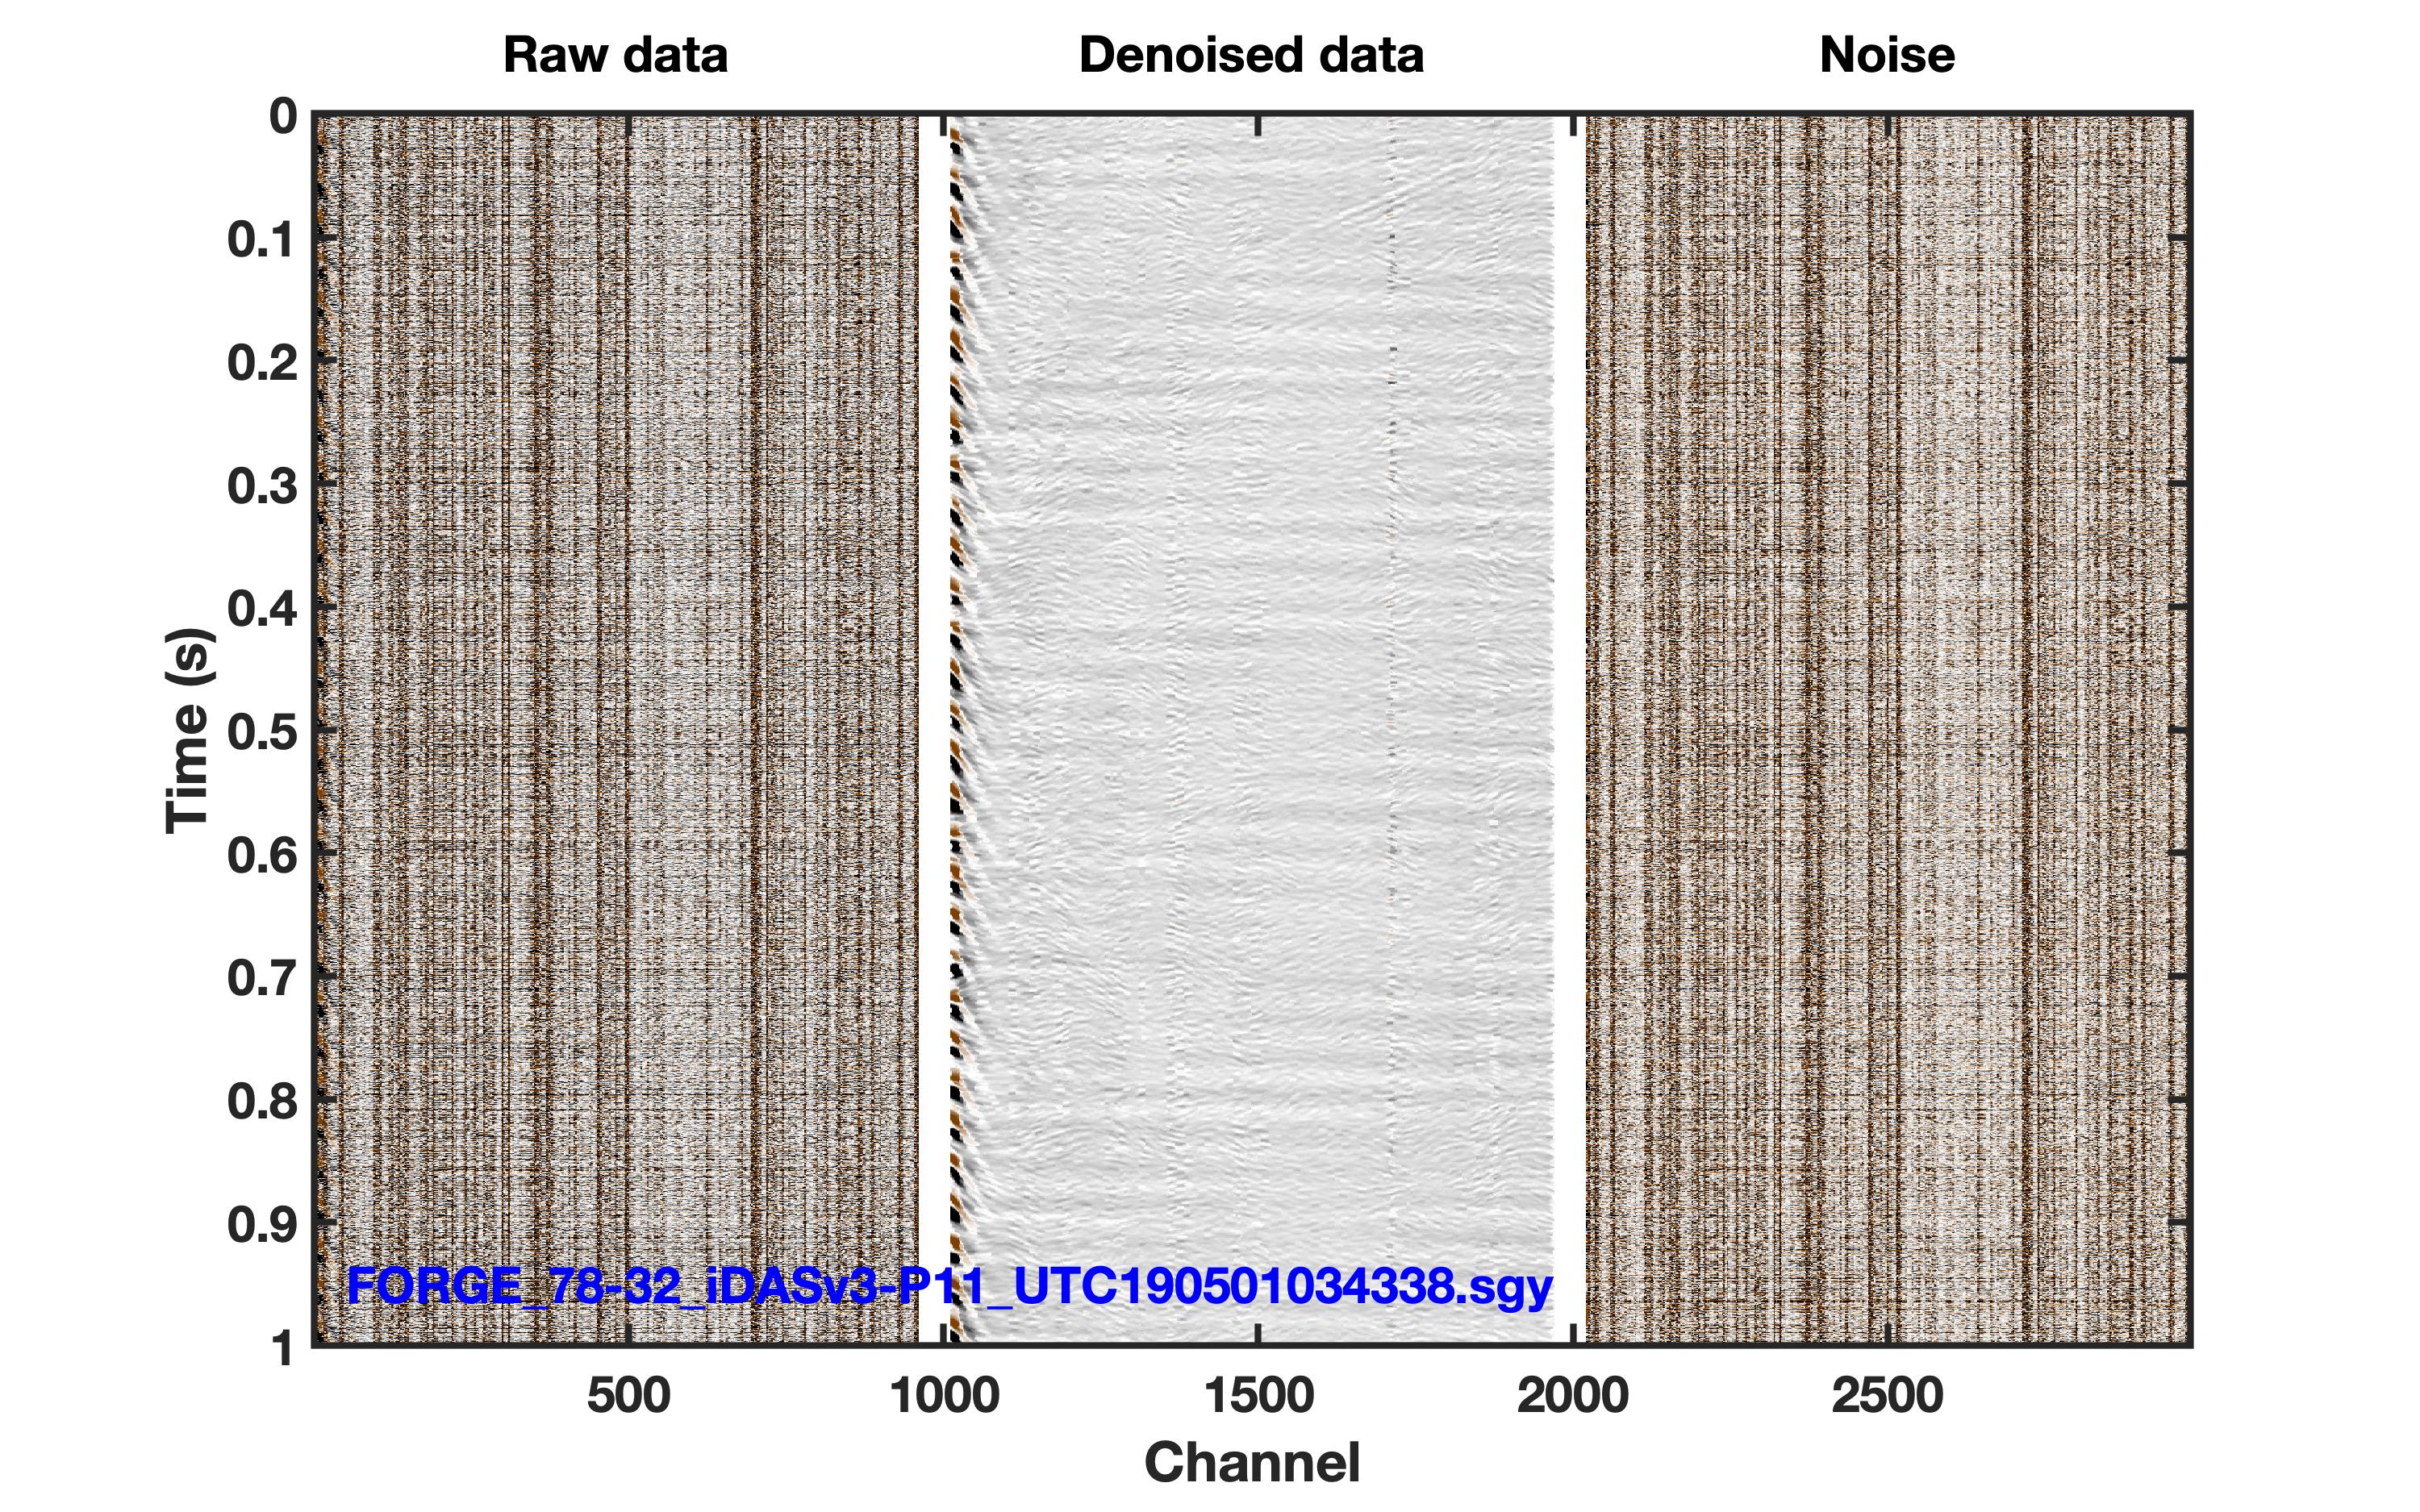 Raw data Denoised data Noise
0
0.1
0.2
0.3
0.4
0.5
0.6
0.7
0.8
0.9
1
Time (s)
FORGE_78-32_iDASv3-P11_UTC190501034338.sgy
500 1000 1500 2000 2500
Channel